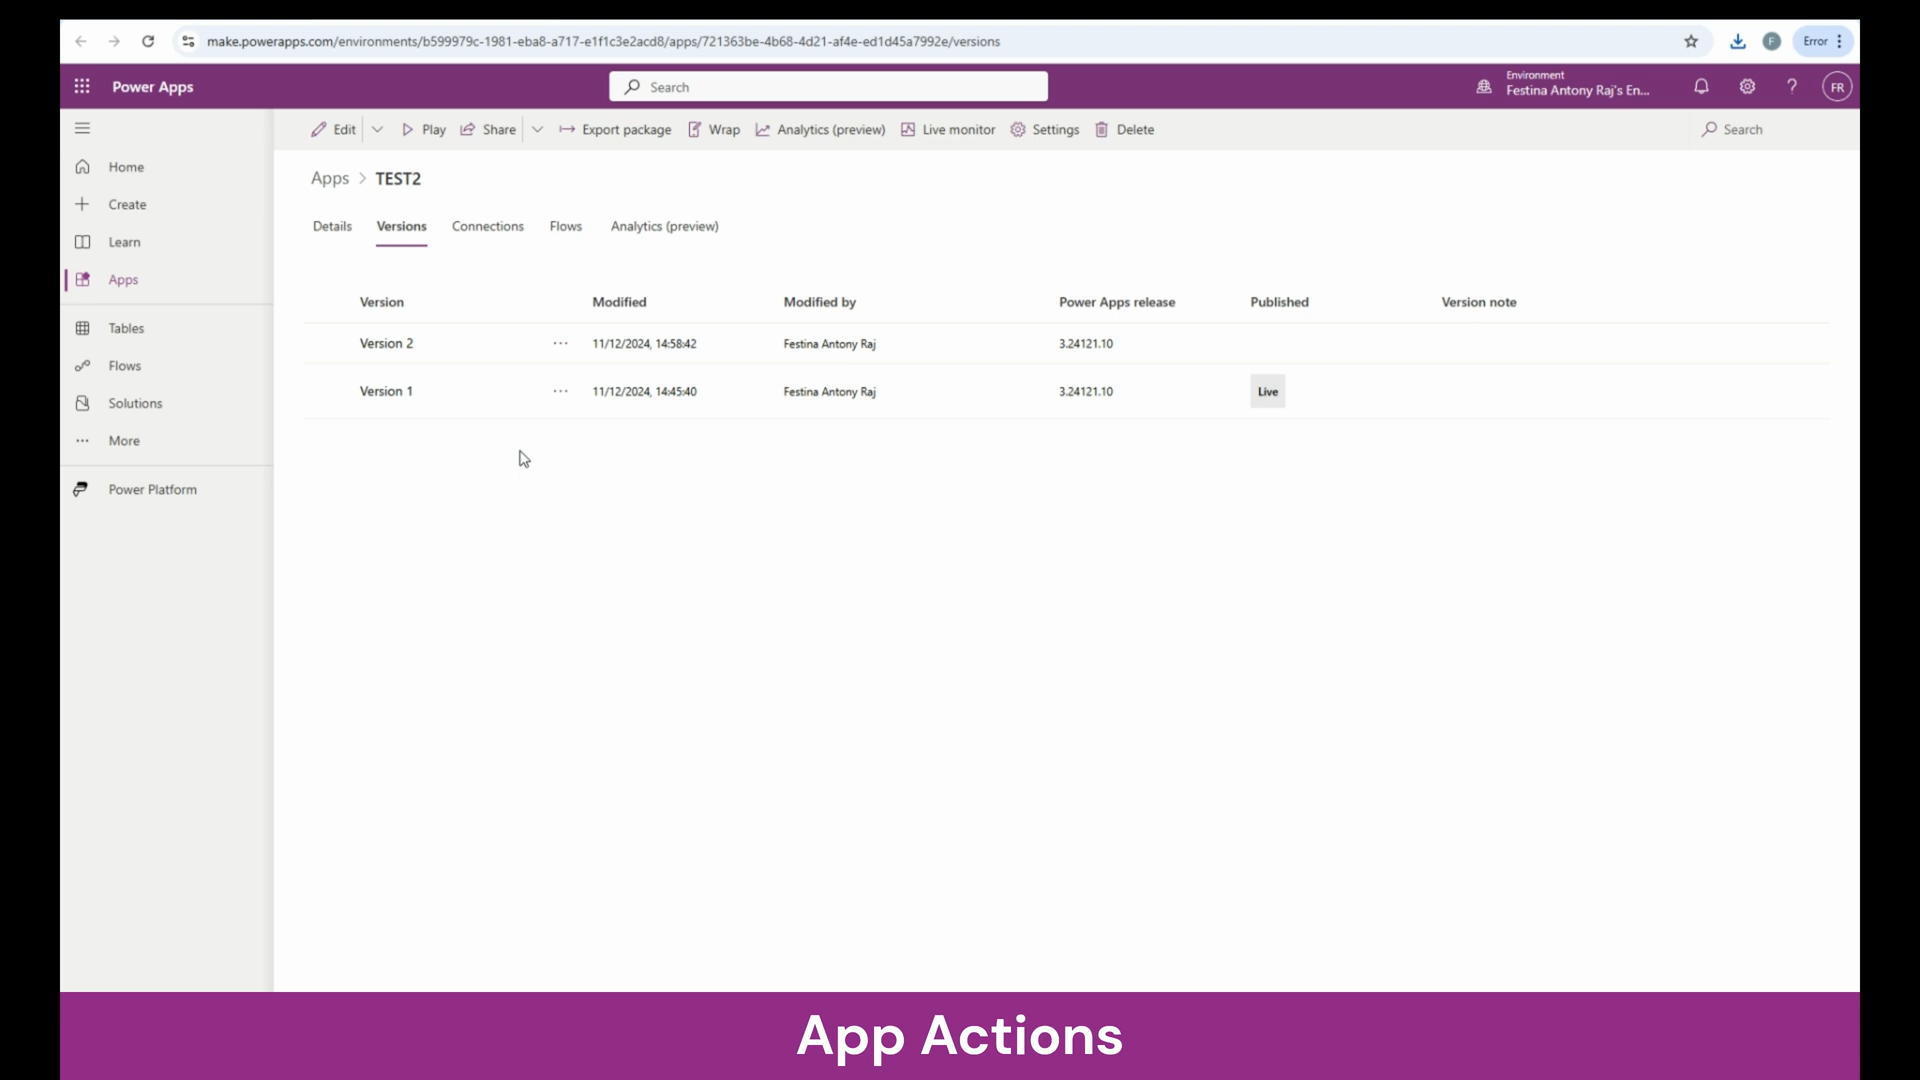 make.powerapps.com/environments/b599979c-1981-eba8-a717-e1f1c3e2acd8/apps/721363be-4b68-4d21-af4e-ed1d45a7992e/versions
F
Error
Power Apps
Search
Environment
Festina Antony Raj's En...
?
FR
Edit
Play
Share
Export package
Wrap
Analytics (preview)
Live monitor
Settings
Delete
Search
Home
Create
Learn
Apps
Tables
Flows
Solutions
More
Power Platform
Apps > TEST2
Details Versions Connections Flows Analytics (preview)
Version Modified Modified by Power Apps release Published Version note
Version 2 ... 11/12/2024, 14:58:42 Festina Antony Raj 3.24121.10
Version 1 ... 11/12/2024, 14:45:40 Festina Antony Raj 3.24121.10 Live
App Actions